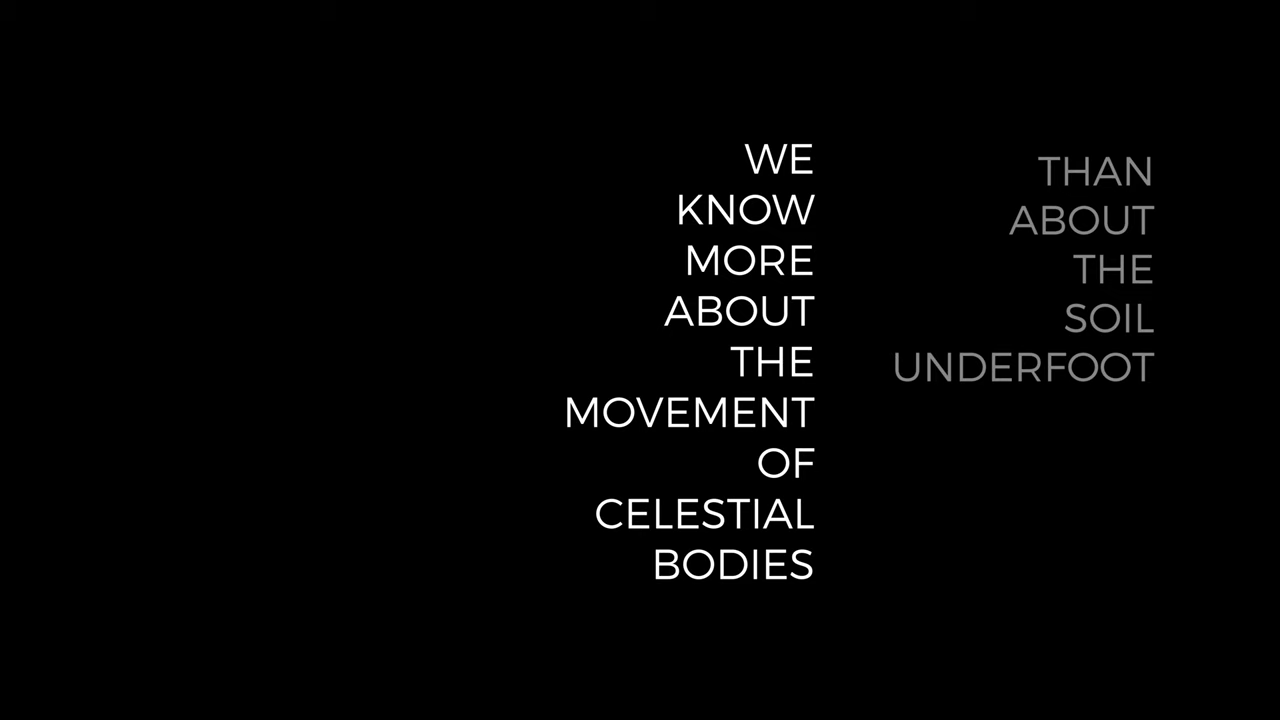 WE
KNOW
MORE
ABOUT
THE
MOVEMENT
OF
CELESTIAL
BODIES
THAN
ABOUT
THE
SOIL
UNDERFOOT